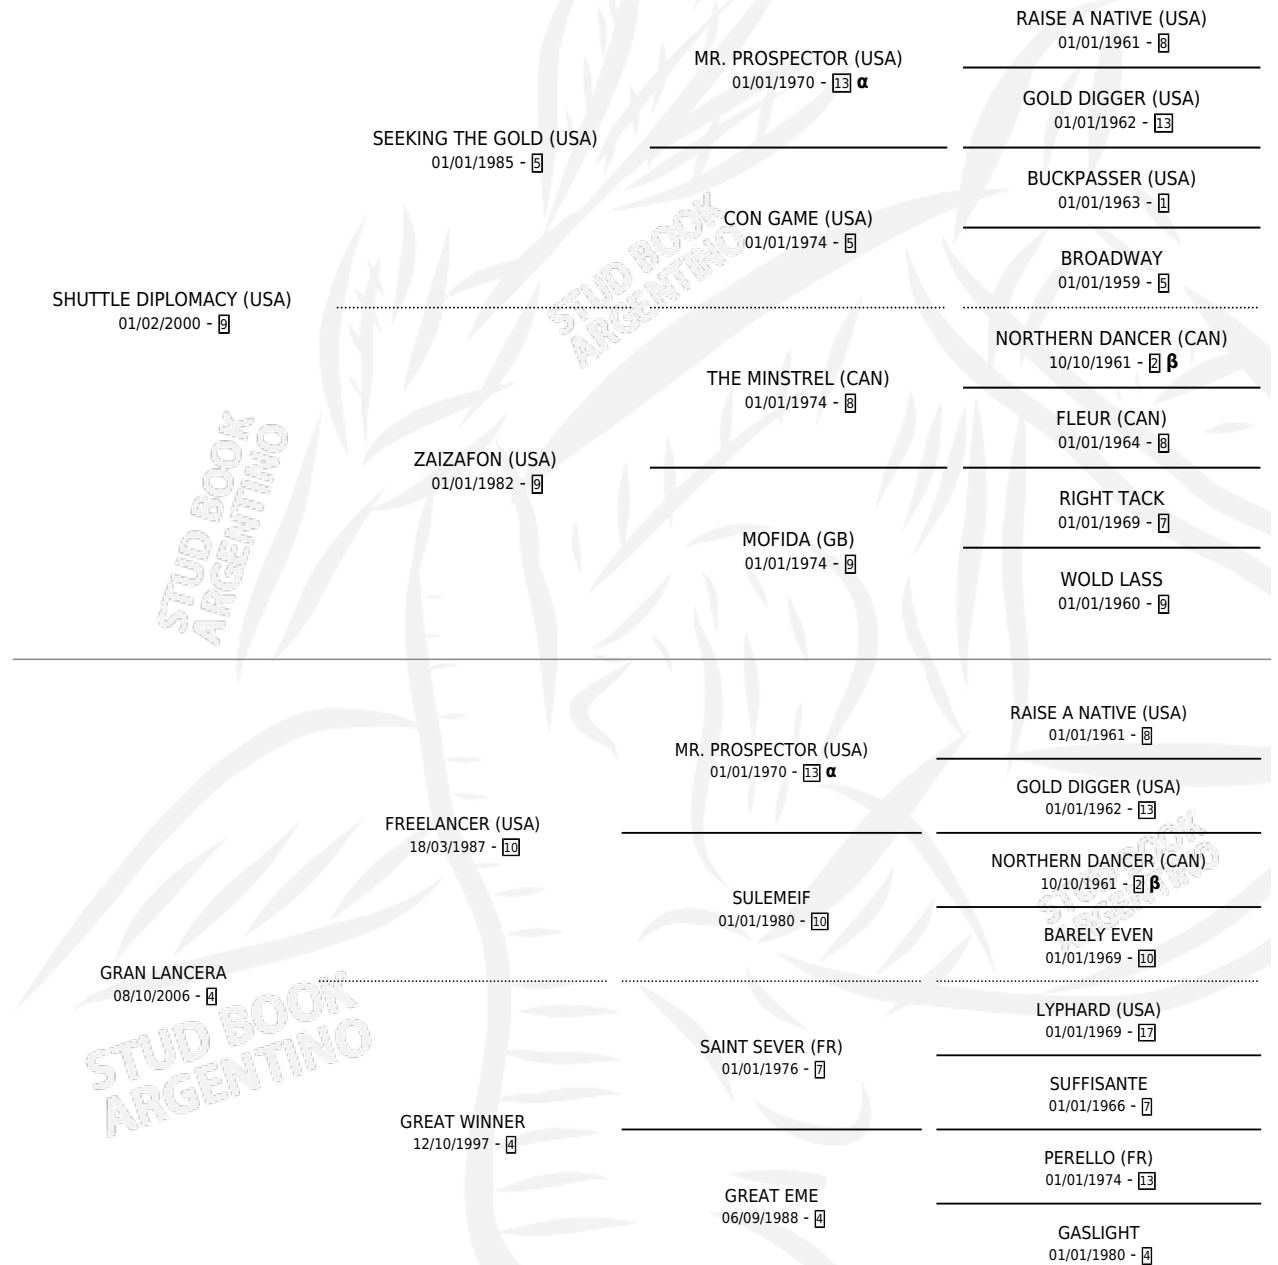 SHUTTLE DIPLOMACY (USA)
01/02/2000 - 9
SEEKING THE GOLD (USA)
01/01/1985 - 5
MR. PROSPECTOR (USA)
01/01/1970 - 13 α
RAISE A NATIVE (USA)
01/01/1961 - 8
GOLD DIGGER (USA)
01/01/1962 - 13
CON GAME (USA)
01/01/1974 - 5
BUCKPASSER (USA)
01/01/1963 - 1
BROADWAY
01/01/1959 - 5
ZAIZAFON (USA)
01/01/1982 - 9
THE MINSTREL (CAN)
01/01/1974 - 8
NORTHERN DANCER (CAN)
10/10/1961 - 2 β
FLEUR (CAN)
01/01/1964 - 8
MOFIDA (GB)
01/01/1974 - 9
RIGHT TACK
01/01/1969 - 7
WOLD LASS
01/01/1960 - 9
GRAN LANCERA
08/10/2006 - 4
FREELANCER (USA)
18/03/1987 - 10
MR. PROSPECTOR (USA)
01/01/1970 - 13 α
RAISE A NATIVE (USA)
01/01/1961 - 8
GOLD DIGGER (USA)
01/01/1962 - 13
SULEMEIF
01/01/1980 - 10
NORTHERN DANCER (CAN)
10/10/1961 - 2 β
BARELY EVEN
01/01/1969 - 10
GREAT WINNER
12/10/1997 - 4
SAINT SEVER (FR)
01/01/1976 - 7
LYPHARD (USA)
01/01/1969 - 17
SUFFISANTE
01/01/1966 - 7
GREAT EME
06/09/1988 - 4
PERELLO (FR)
01/01/1974 - 13
GASLIGHT
01/01/1980 - 4
STUD BOOK
ARGENTINO
STUD BOOK
ARGENTINO
STUD BOOK
ARGENTINO
STUD BOOK
ARGENTINO